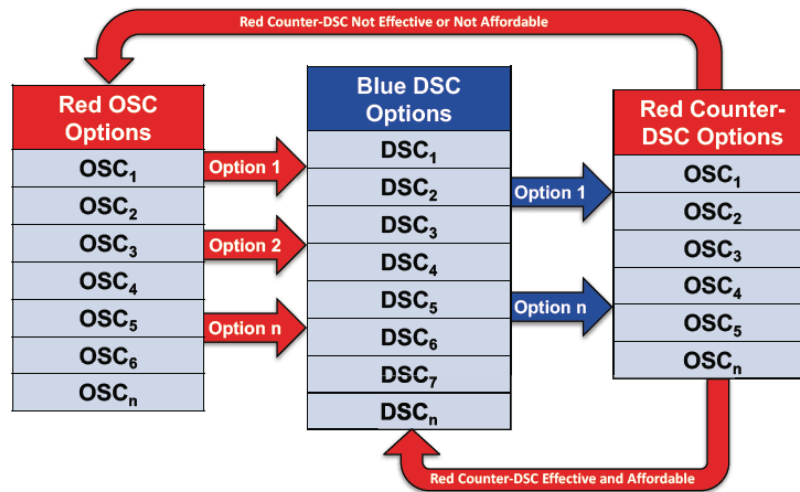 Red Counter-DSC Not Effective or Not Affordable
Red OSC
Options
OSC₁
OSC₂
OSC₃
OSC₄
OSC₅
OSC₆
OSCₙ
Option 1
Option 2
Option n
Blue DSC
Options
DSC₁
DSC₂
DSC₃
DSC₄
DSC₅
DSC₆
DSC₇
DSCₙ
Option 1
Option n
Red Counter-
DSC Options
OSC₁
OSC₂
OSC₃
OSC₄
OSC₅
OSCₙ
Red Counter-DSC Effective and Affordable